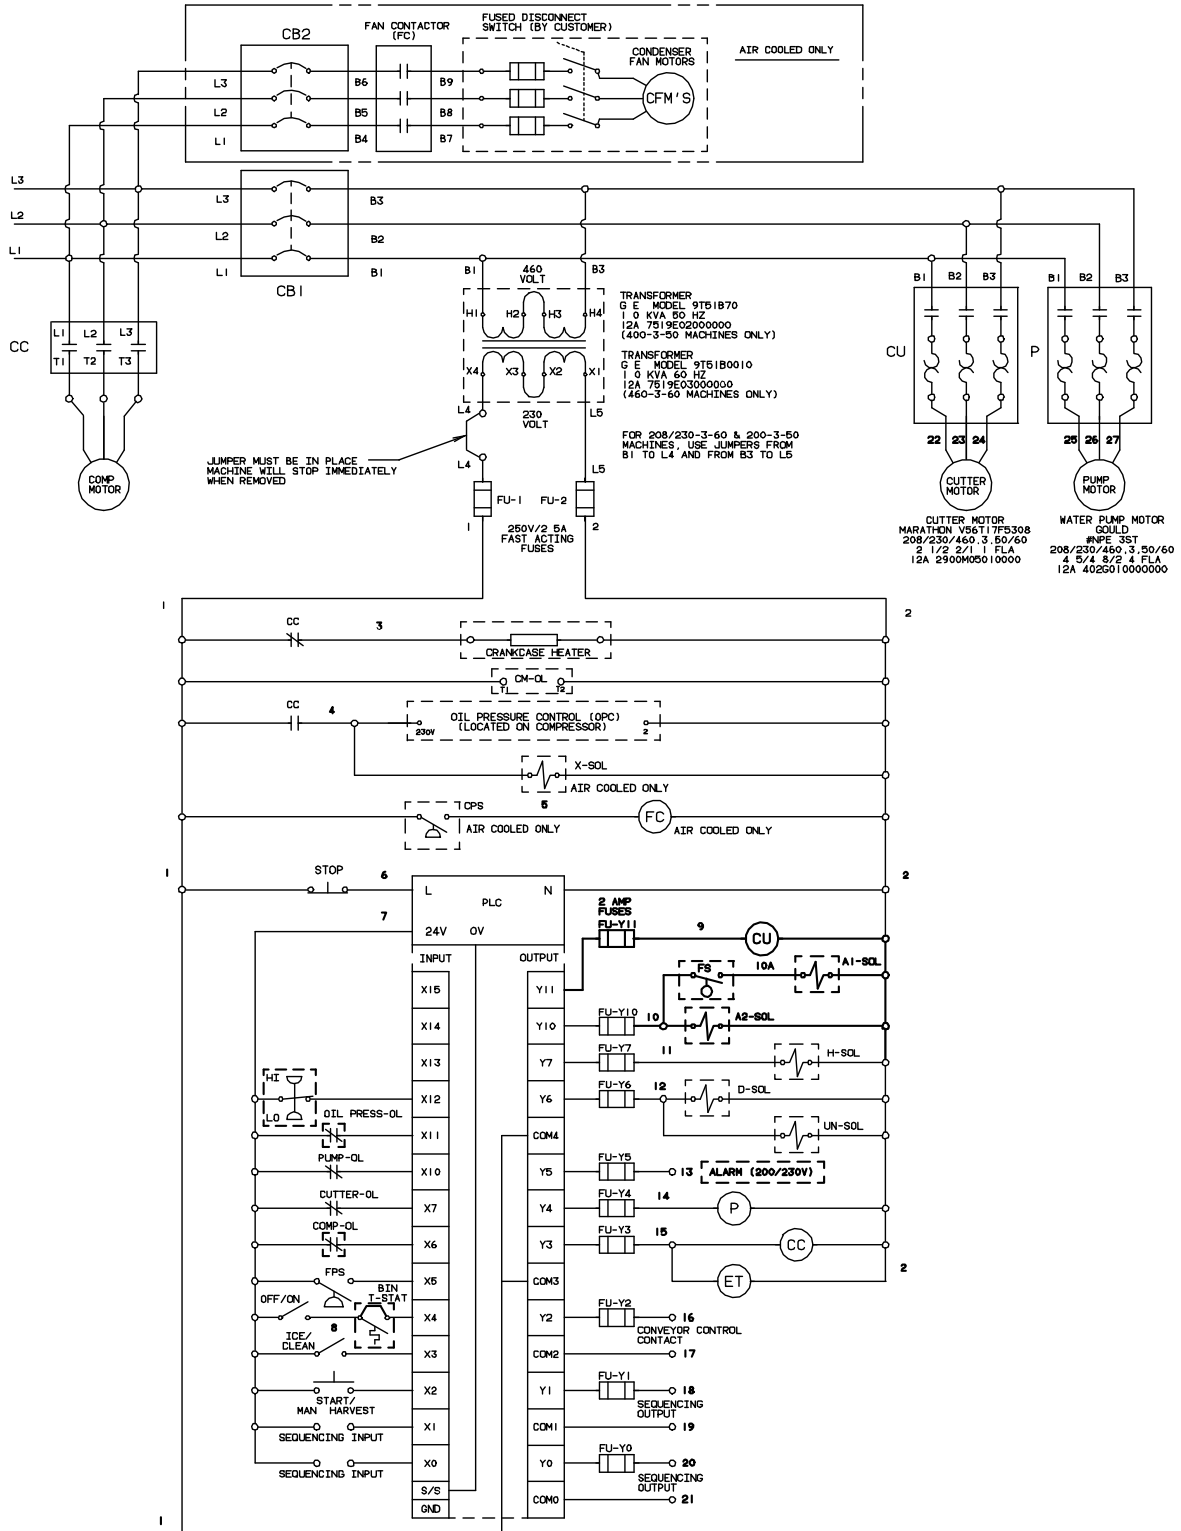 FUSED DISCONNECT
SWITCH (BY CUSTOMER)
FAN CONTACTOR
(FC)
CB2
CONDENSER
FAN MOTORS
AIR COOLED ONLY
L3
B6
B9
CFM'S
L2
B5
B8
L1
B4
B7
L3
L3
B3
L2
L2
B2
L1
L1
B1
CB1
B1
460
VOLT
B3
H1
H2
H3
H4
TRANSFORMER
G E MODEL 9T51B70
1 0 KVA 50 HZ
12A 7519E02000000
(400-3-50 MACHINES ONLY)
TRANSFORMER
G E MODEL 9T51B0010
1 0 KVA 60 HZ
12A 7519E03000000
(460-3-60 MACHINES ONLY)
X4
X3
X2
X1
230
VOLT
L4
L5
L4
L5
FOR 208/230-3-60 & 200-3-50
MACHINES, USE JUMPERS FROM
B1 TO L4 AND FROM B3 TO L5
CC
L1
L2
L3
T1
T2
T3
COMP
MOTOR
JUMPER MUST BE IN PLACE
MACHINE WILL STOP IMMEDIATELY
WHEN REMOVED
FU-1
FU-2
1
2
250V/2 5A
FAST ACTING
FUSES
B1
B2
B3
B1
B2
B3
CU
P
22
23
24
25
26
27
CUTTER
MOTOR
PUMP
MOTOR
CUTTER MOTOR
MARATHON V56T17F5308
208/230/460,3,50/60
2 1/2 2/1 1 FLA
12A 2900M05010000
WATER PUMP MOTOR
GOULD
#NPE 3ST
208/230/460,3,50/60
4 5/4 8/2 4 FLA
12A 402G010000000
1
2
CC
3
CRANKCASE HEATER
CM-OL
T1
T2
CC
4
OIL PRESSURE CONTROL (OPC)
(LOCATED ON COMPRESSOR)
230V
2
X-SOL
AIR COOLED ONLY
CPS
AIR COOLED ONLY
5
FC
AIR COOLED ONLY
1
STOP
6
L
N
2
PLC
7
24V
0V
2 AMP
FUSES
FU-Y11
9
CU
INPUT
OUTPUT
FS
10A
A1-SOL
X15
Y11
X14
Y10
FU-Y10
10
A2-SOL
X13
Y7
FU-Y7
11
H-SOL
HI
LO
X12
Y6
FU-Y6
12
D-SOL
OIL PRESS-OL
X11
COM4
UN-SOL
PUMP-OL
X10
Y5
FU-Y5
13
ALARM (200/230V)
CUTTER-OL
X7
Y4
FU-Y4
14
P
COMP-OL
X6
Y3
FU-Y3
15
CC
FPS
X5
COM3
ET
2
OFF/ON
8
BIN
T-STAT
X4
Y2
FU-Y2
16
CONVEYOR CONTROL
CONTACT
ICE/
CLEAN
X3
COM2
17
START/
MAN HARVEST
X2
Y1
FU-Y1
18
SEQUENCING
OUTPUT
SEQUENCING INPUT
X1
COM1
19
SEQUENCING INPUT
X0
Y0
FU-Y0
20
SEQUENCING
OUTPUT
S/S
COM0
21
GND
1